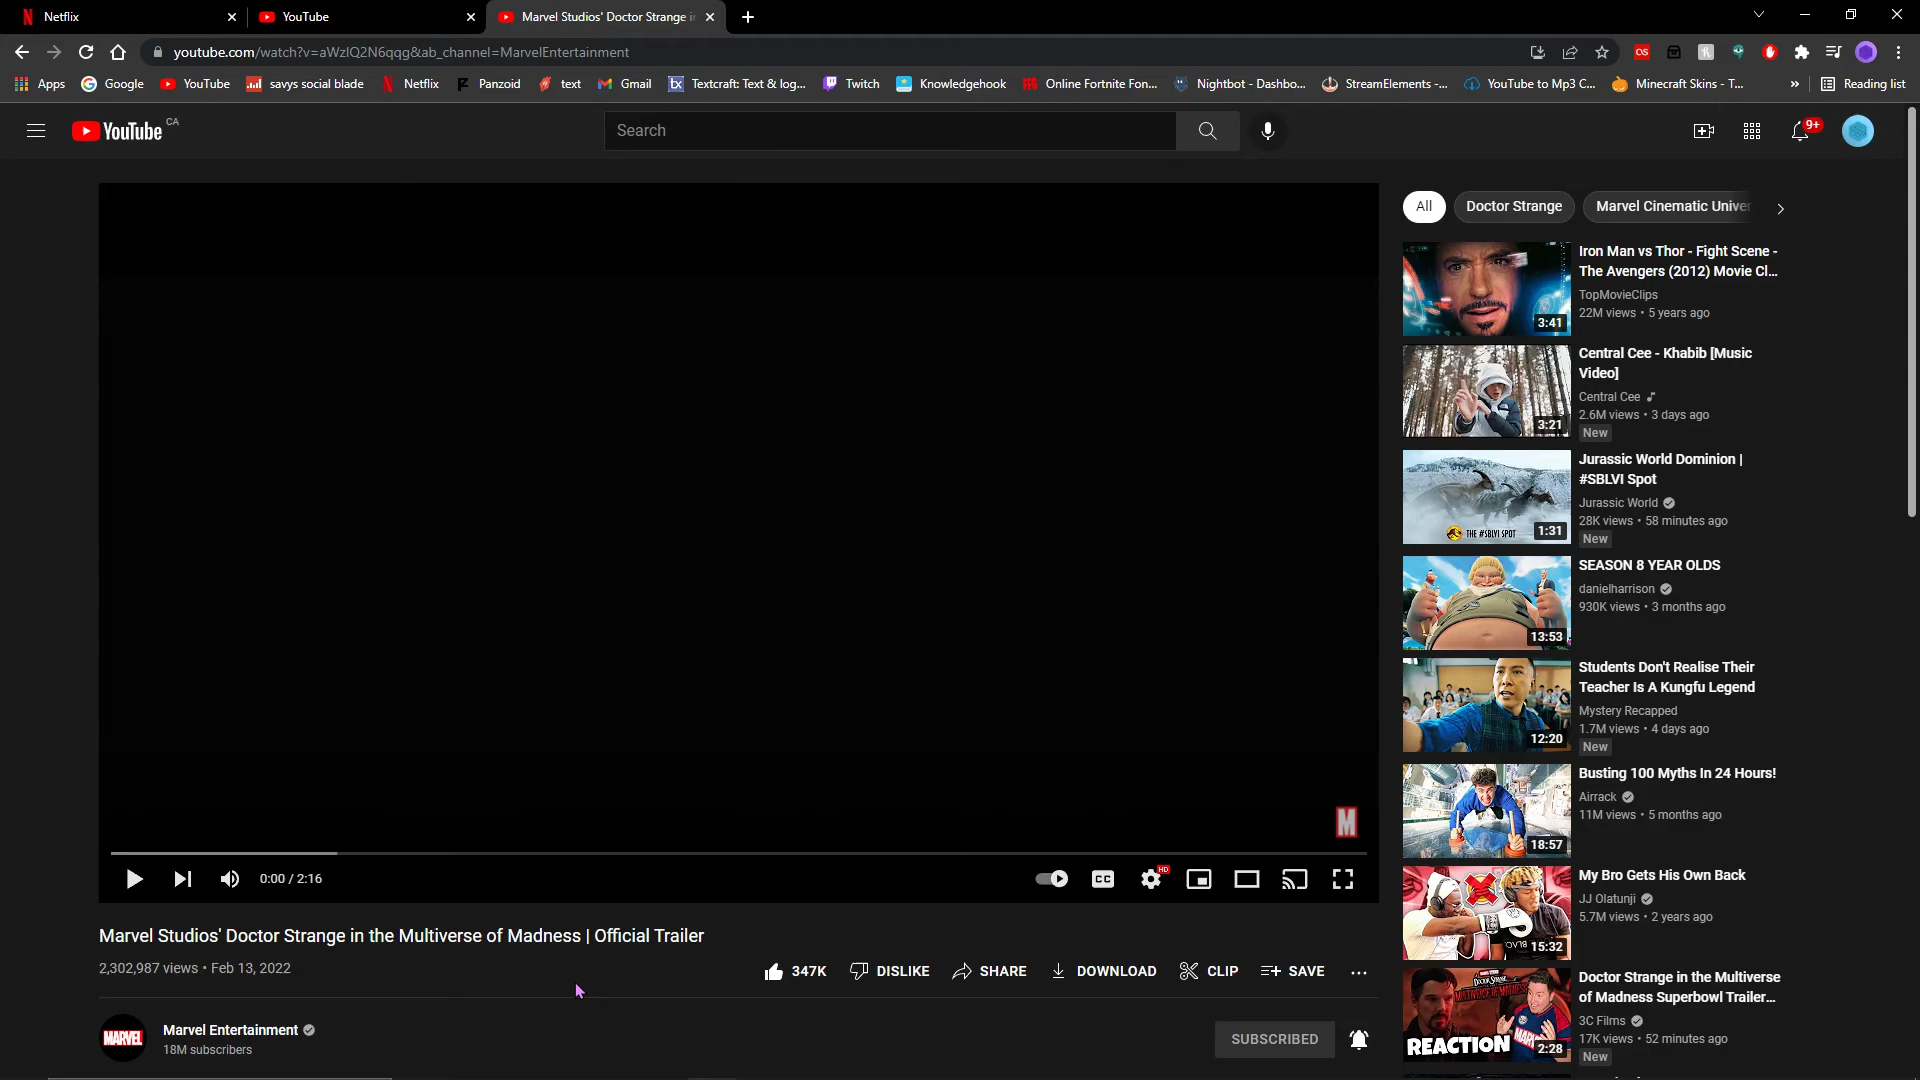 Netflix
YouTube
Marvel Studios' Doctor Strange in
youtube.com/watch?v=aWzlQ2N6qqg&ab_channel=MarvelEntertainment
Apps
Google
YouTube
savys social blade
Netflix
Panzoid
text
Gmail
Textcraft: Text & log...
Twitch
Knowledgehook
Online Fortnite Fon...
Nightbot - Dashbo...
StreamElements -...
YouTube to Mp3 C...
Minecraft Skins - T...
»
Reading list
YouTube CA
Search
9+
All
Doctor Strange
Marvel Cinematic Univer
Iron Man vs Thor - Fight Scene -
The Avengers (2012) Movie Cl...
TopMovieClips
22M views • 5 years ago
3:41
Central Cee - Khabib [Music
Video]
Central Cee
2.6M views • 3 days ago
New
3:21
Jurassic World Dominion |
#SBLVI Spot
Jurassic World
28K views • 58 minutes ago
New
THE #SBLVI SPOT
1:31
SEASON 8 YEAR OLDS
danielharrison
930K views • 3 months ago
13:53
Students Don't Realise Their
Teacher Is A Kungfu Legend
Mystery Recapped
1.7M views • 4 days ago
New
12:20
Busting 100 Myths In 24 Hours!
Airrack
11M views • 5 months ago
18:57
My Bro Gets His Own Back
JJ Olatunji
5.7M views • 2 years ago
15:32
Doctor Strange in the Multiverse
of Madness Superbowl Trailer...
3C Films
17K views • 52 minutes ago
New
REACTION
2:28
M
0:00 / 2:16
CC
HD
Marvel Studios' Doctor Strange in the Multiverse of Madness | Official Trailer
2,302,987 views • Feb 13, 2022
347K
DISLIKE
SHARE
DOWNLOAD
CLIP
SAVE
MARVEL
Marvel Entertainment
18M subscribers
SUBSCRIBED